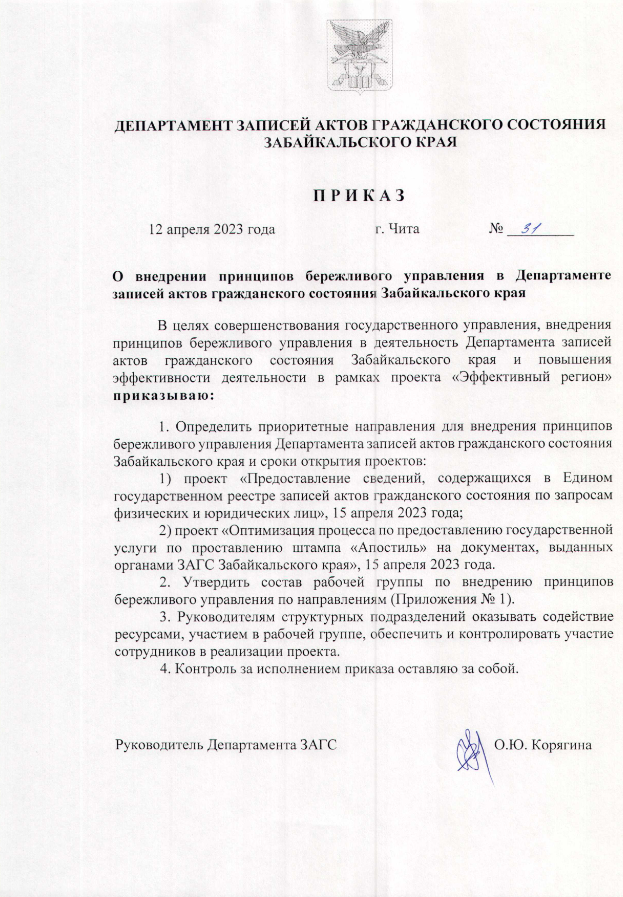 ДЕПАРТАМЕНТ ЗАПИСЕЙ АКТОВ ГРАЖДАНСКОГО СОСТОЯНИЯ
ЗАБАЙКАЛЬСКОГО КРАЯ
П Р И К А З
12 апреля 2023 года г. Чита № 31
О внедрении принципов бережливого управления в Департаменте
записей актов гражданского состояния Забайкальского края
В целях совершенствования государственного управления, внедрения
принципов бережливого управления в деятельность Департамента записей
актов гражданского состояния Забайкальского края и повышения
эффективности деятельности в рамках проекта «Эффективный регион»
приказываю:
1. Определить приоритетные направления для внедрения принципов
бережливого управления Департамента записей актов гражданского состояния
Забайкальского края и сроки открытия проектов:
1) проект «Предоставление сведений, содержащихся в Едином
государственном реестре записей актов гражданского состояния по запросам
физических и юридических лиц», 15 апреля 2023 года;
2) проект «Оптимизация процесса по предоставлению государственной
услуги по проставлению штампа «Апостиль» на документах, выданных
органами ЗАГС Забайкальского края», 15 апреля 2023 года.
2. Утвердить состав рабочей группы по внедрению принципов
бережливого управления по направлениям (Приложения № 1).
3. Руководителям структурных подразделений оказывать содействие
ресурсами, участием в рабочей группе, обеспечить и контролировать участие
сотрудников в реализации проекта.
4. Контроль за исполнением приказа оставляю за собой.
Руководитель Департамента ЗАГС О.Ю. Корягина